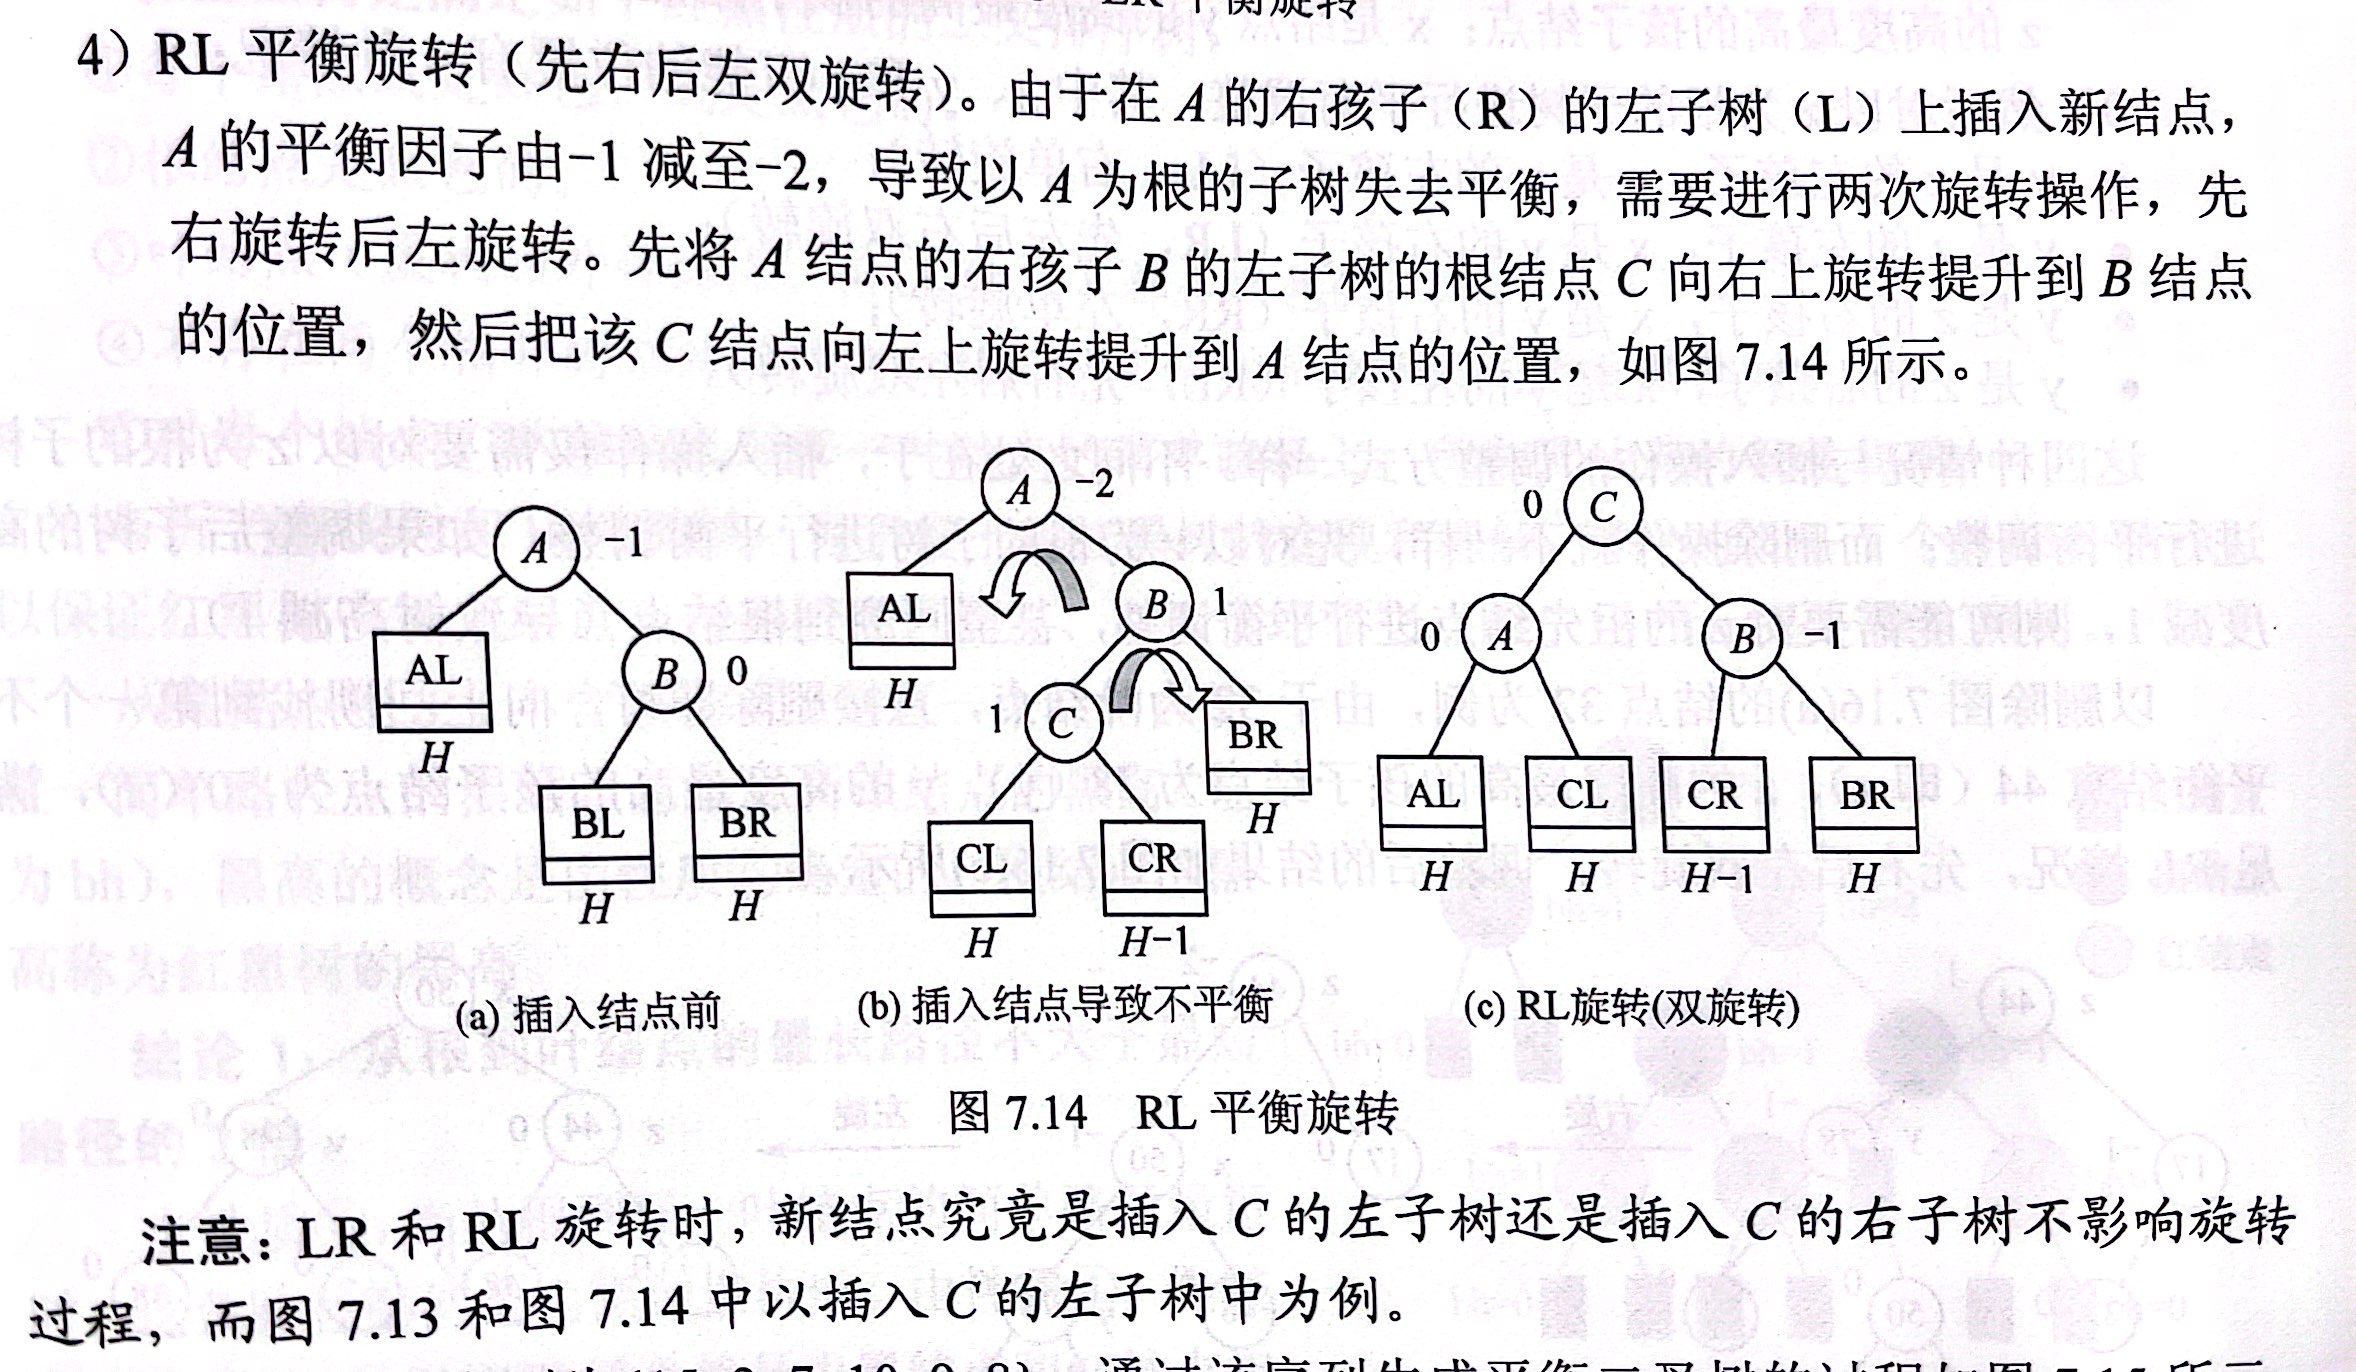 LR 平衡旋转
4）RL 平衡旋转（先右后左双旋转）。由于在 A 的右孩子（R）的左子树（L）上插入新结点，
A 的平衡因子由-1 减至-2，导致以 A 为根的子树失去平衡，需要进行两次旋转操作，先
右旋转后左旋转。先将 A 结点的右孩子 B 的左子树的根结点 C 向右上旋转提升到 B 结点
的位置，然后把该 C 结点向左上旋转提升到 A 结点的位置，如图 7.14 所示。
A -1
AL
H
B 0
BL BR
H H
(a) 插入结点前
A -2
AL
H
B 1
1 C
BR
H
CL CR
H H-1
(b) 插入结点导致不平衡
0 C
0 A B -1
AL CL CR BR
H H H-1 H
(c) RL旋转(双旋转)
图 7.14 RL 平衡旋转
注意：LR 和 RL 旋转时，新结点究竟是插入 C 的左子树还是插入 C 的右子树不影响旋转
过程，而图 7.13 和图 7.14 中以插入 C 的左子树中为例。